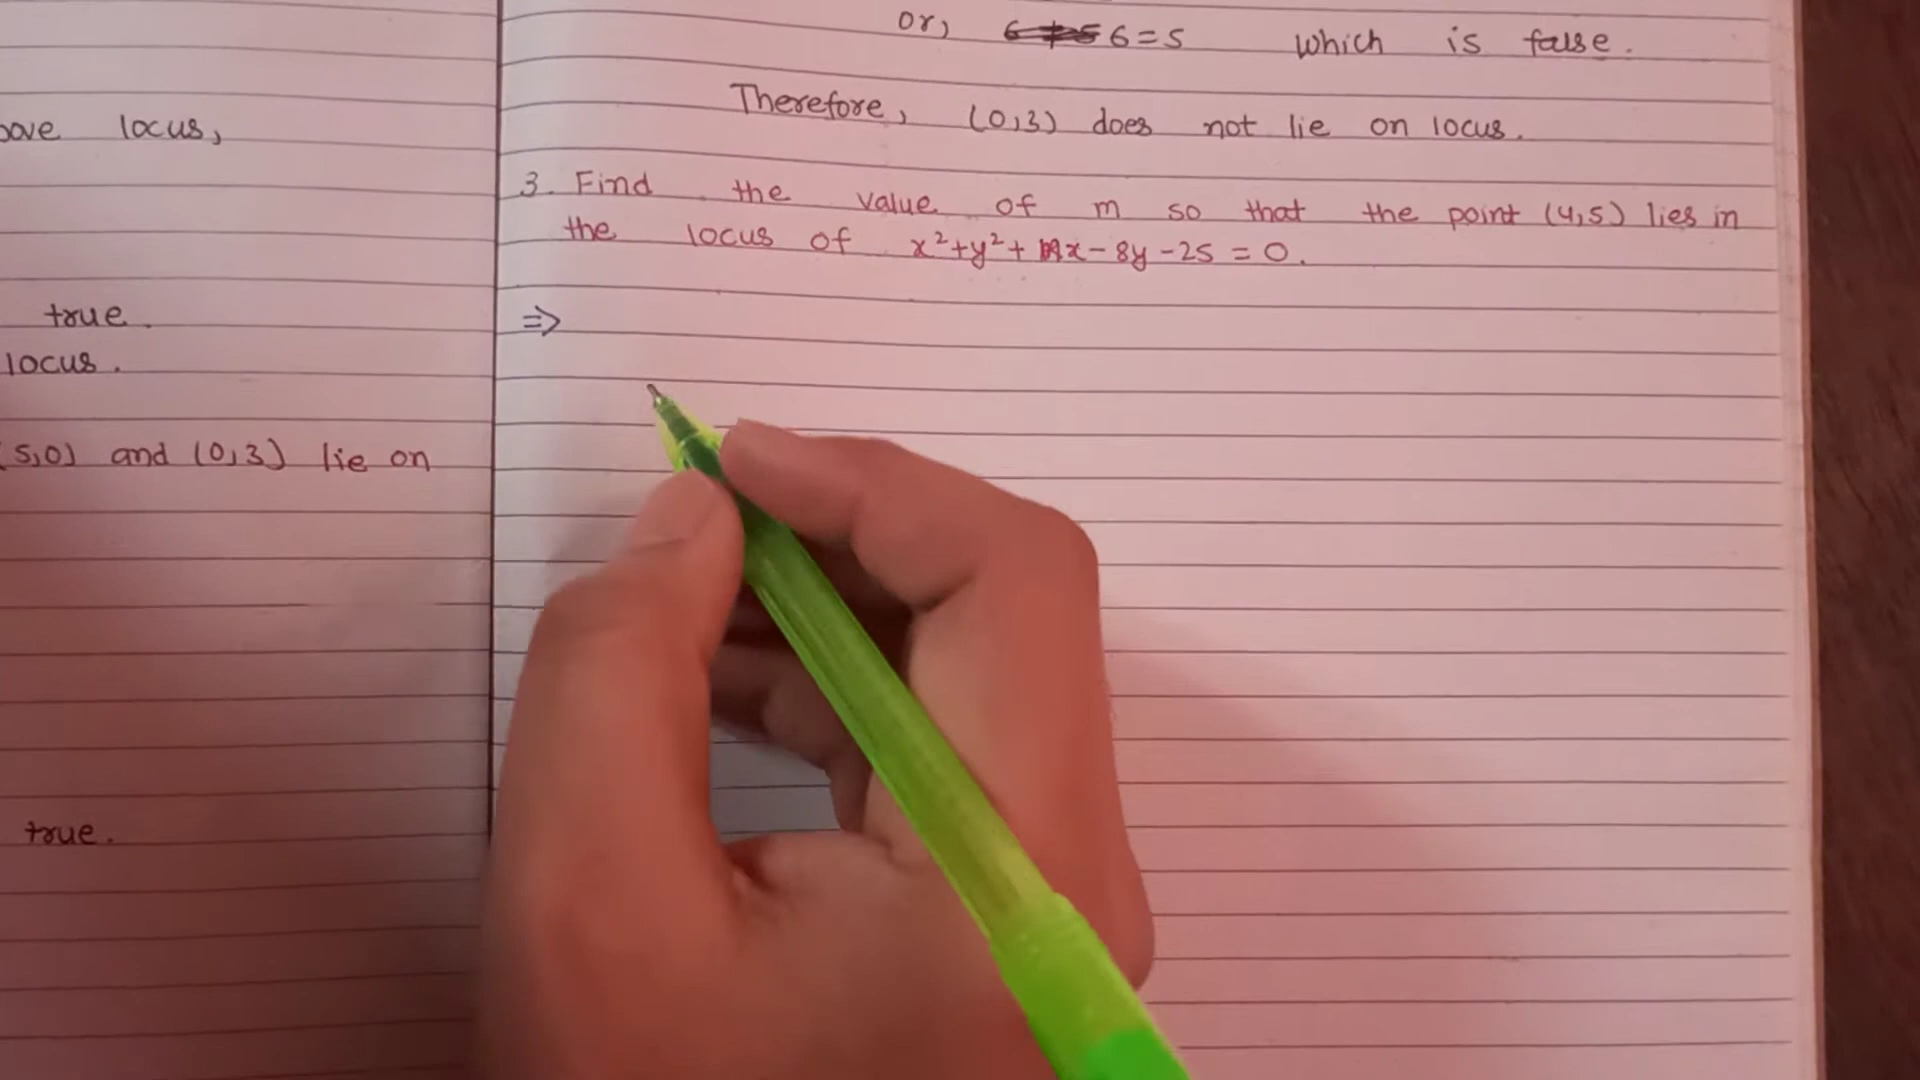 ove locus,
true.
locus.
(5,0) and (0,3) lie on
true.
or, 6=5 which is false.
Therefore, (0,3) does not lie on locus.
3. Find the value of m so that the point (4,5) lies in
the locus of x²+y²+mx-8y-25=0.
⇒